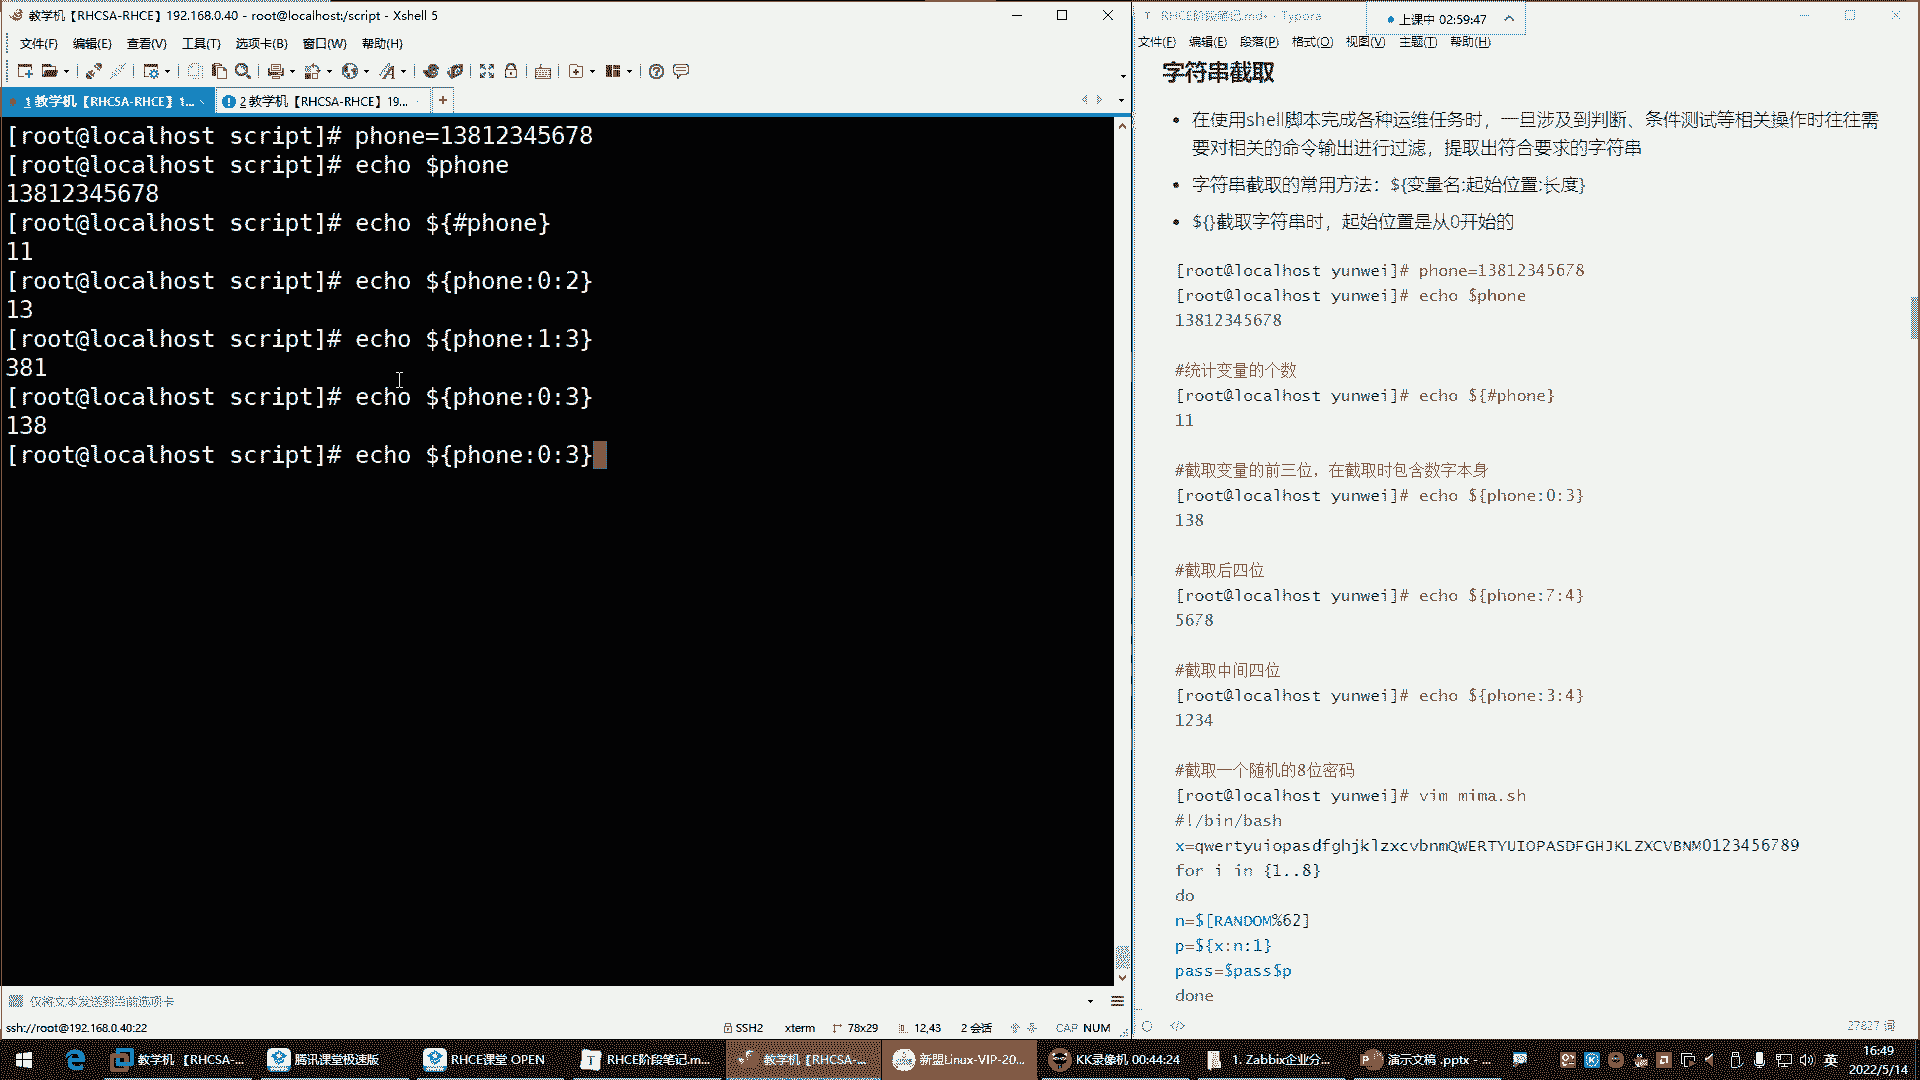 教学机【RHCSA-RHCE】192.168.0.40 - root@localhost:/script - Xshell 5
文件(F) 编辑(E) 查看(V) 工具(T) 选项卡(B) 窗口(W) 帮助(H)
1 教学机【RHCSA-RHCE】1...
2 教学机【RHCSA-RHCE】19...
[root@localhost script]# phone=13812345678
[root@localhost script]# echo $phone
13812345678
[root@localhost script]# echo ${#phone}
11
[root@localhost script]# echo ${phone:0:2}
13
[root@localhost script]# echo ${phone:1:3}
381
[root@localhost script]# echo ${phone:0:3}
138
[root@localhost script]# echo ${phone:0:3}
仅将文本发送到当前选项卡
ssh://root@192.168.0.40:22
SSH2 xterm 78x29 12,43 2 会话 CAP NUM
RHCE阶段笔记.md• - Typora
上课中 02:59:47
文件(F) 编辑(E) 段落(P) 格式(O) 视图(V) 主题(T) 帮助(H)
字符串截取
在使用shell脚本完成各种运维任务时，一旦涉及到判断、条件测试等相关操作时往往需
要对相关的命令输出进行过滤，提取出符合要求的字符串
字符串截取的常用方法：${变量名:起始位置:长度}
${}截取字符串时，起始位置是从0开始的
[root@localhost yunwei]# phone=13812345678
[root@localhost yunwei]# echo $phone
13812345678
#统计变量的个数
[root@localhost yunwei]# echo ${#phone}
11
#截取变量的前三位，在截取时包含数字本身
[root@localhost yunwei]# echo ${phone:0:3}
138
#截取后四位
[root@localhost yunwei]# echo ${phone:7:4}
5678
#截取中间四位
[root@localhost yunwei]# echo ${phone:3:4}
1234
#截取一个随机的8位密码
[root@localhost yunwei]# vim mima.sh
#!/bin/bash
x=qwertyuiopasdfghjklzxcvbnmQWERTYUIOPASDFGHJKLZXCVBNM0123456789
for i in {1..8}
do
n=$[RANDOM%62]
p=${x:n:1}
pass=$pass$p
done
27827 词
教学机 【RHCSA-...
腾讯课堂极速版
RHCE课堂 OPEN
RHCE阶段笔记.m...
教学机【RHCSA-...
新盟Linux-VIP-20...
KK录像机 00:44:24
1. Zabbix企业分...
演示文稿 .pptx - ...
英
16:49
2022/5/14